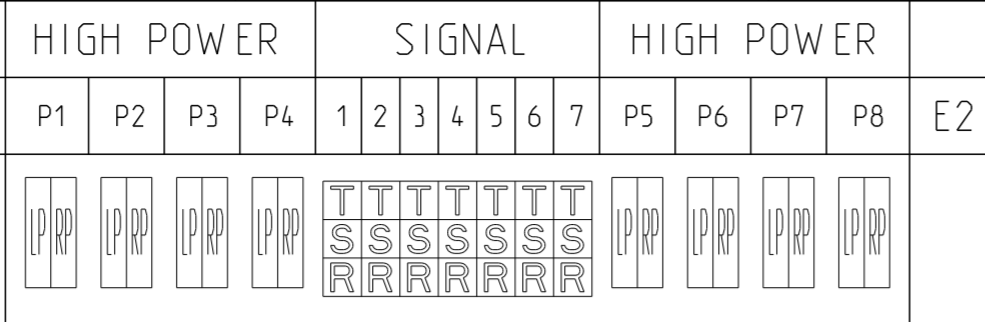 HIGH POWER SIGNAL HIGH POWER
P1 P2 P3 P4 1 2 3 4 5 6 7 P5 P6 P7 P8 E2
LP RP LP RP LP RP LP RP T T T T T T T LP RP LP RP LP RP LP RP
S S S S S S S
R R R R R R R